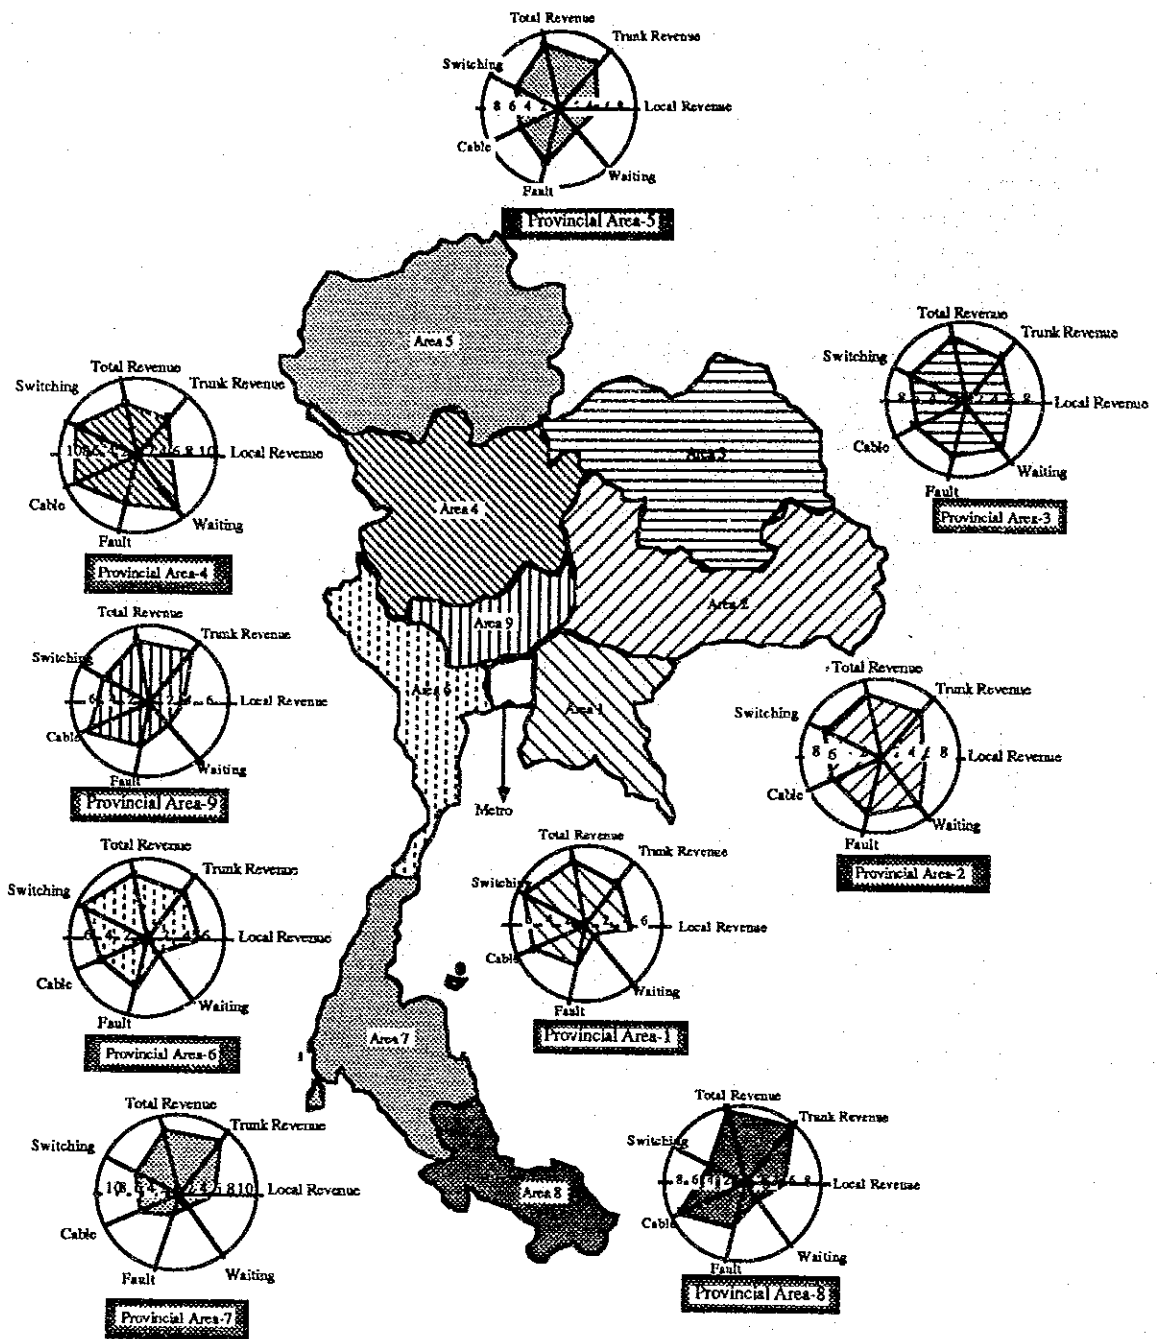 Total Revenue
Trunk Revenue
Switching
8 6 4 2
Local Revenue
Cable
Waiting
Fault
Provincial Area-5
Area 5
Total Revenue
Trunk Revenue
Switching
Local Revenue
Cable
Waiting
Fault
Provincial Area-3
Total Revenue
Switching
Trunk Revenue
Local Revenue
Cable
Waiting
Fault
Provincial Area-4
Area 3
Area 4
Area 2
Area 9
Area 6
Area 1
Metro
Total Revenue
Trunk Revenue
Switching
Local Revenue
Cable
Waiting
Fault
Provincial Area-9
Total Revenue
Trunk Revenue
Switching
Local Revenue
Cable
Waiting
Fault
Provincial Area-2
Total Revenue
Trunk Revenue
Switching
Local Revenue
Cable
Waiting
Fault
Provincial Area-6
Total Revenue
Trunk Revenue
Switching
Local Revenue
Cable
Waiting
Fault
Provincial Area-1
Area 7
Area 8
Total Revenue
Trunk Revenue
Switching
Local Revenue
Cable
Waiting
Fault
Provincial Area-7
Total Revenue
Trunk Revenue
Switching
Local Revenue
Cable
Waiting
Fault
Provincial Area-8